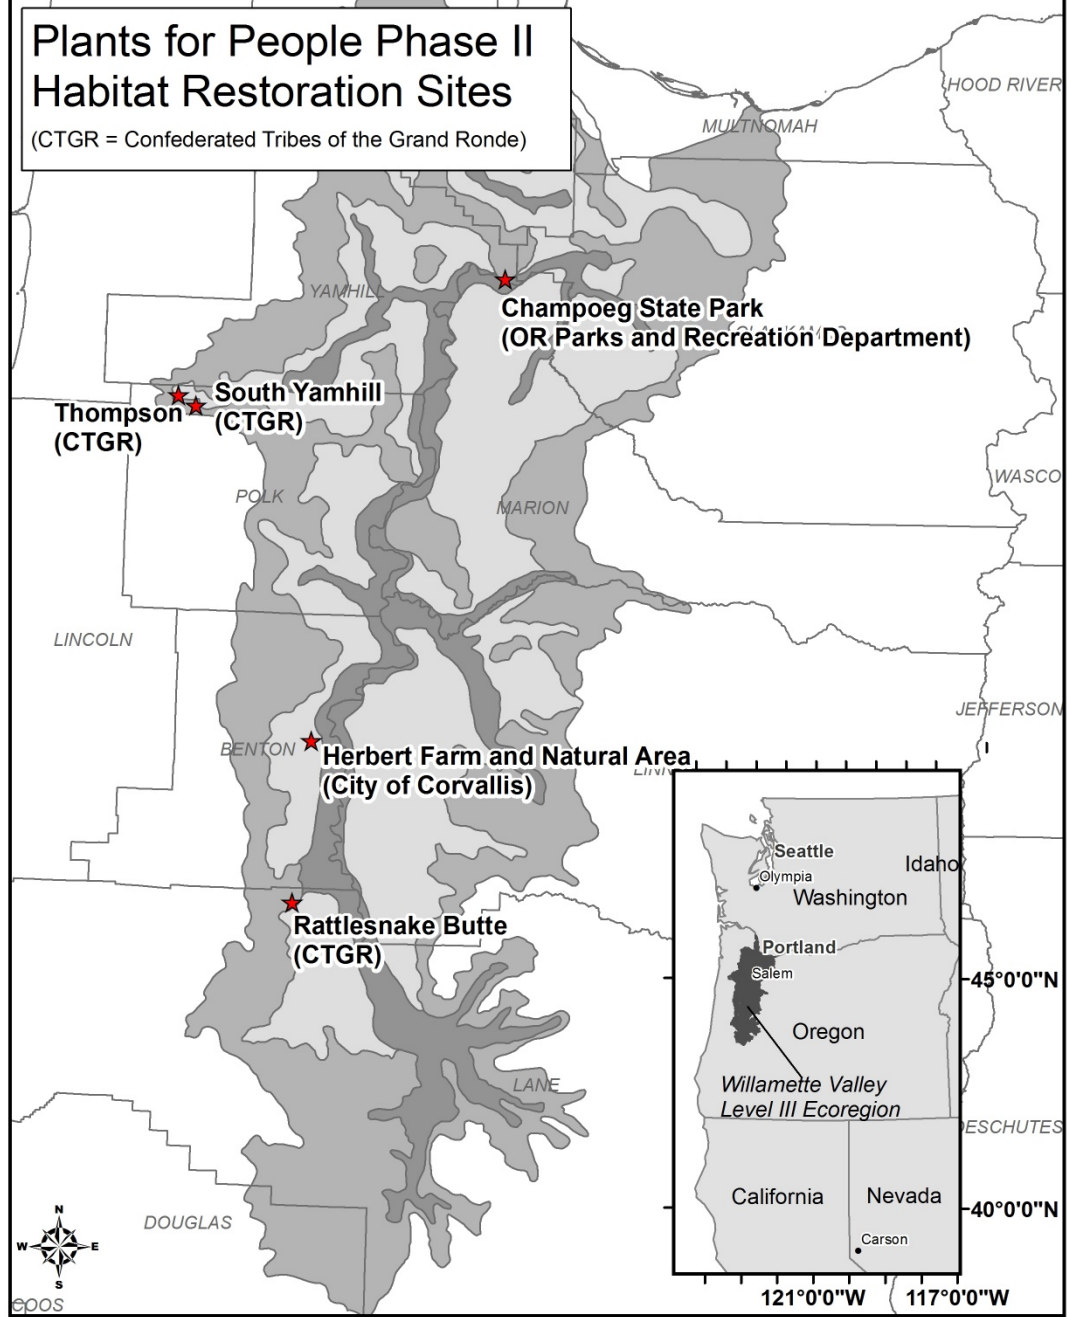 Plants for People Phase II
Habitat Restoration Sites
(CTGR = Confederated Tribes of the Grand Ronde)
HOOD RIVER
MULTNOMAH
YAMHILL
Champoeg State Park
(OR Parks and Recreation Department)
CLACKAMAS
South Yamhill
(CTGR)
Thompson
(CTGR)
WASCO
POLK
MARION
LINCOLN
JEFFERSON
BENTON
Herbert Farm and Natural Area
(City of Corvallis)
LINN
Rattlesnake Butte
(CTGR)
LANE
DOUGLAS
COOS
DESCHUTES
N
W
E
S
Seattle
Olympia
Idaho
Washington
Portland
Salem
Oregon
Willamette Valley
Level III Ecoregion
California
Nevada
Carson
45°0'0"N
40°0'0"N
121°0'0"W
117°0'0"W